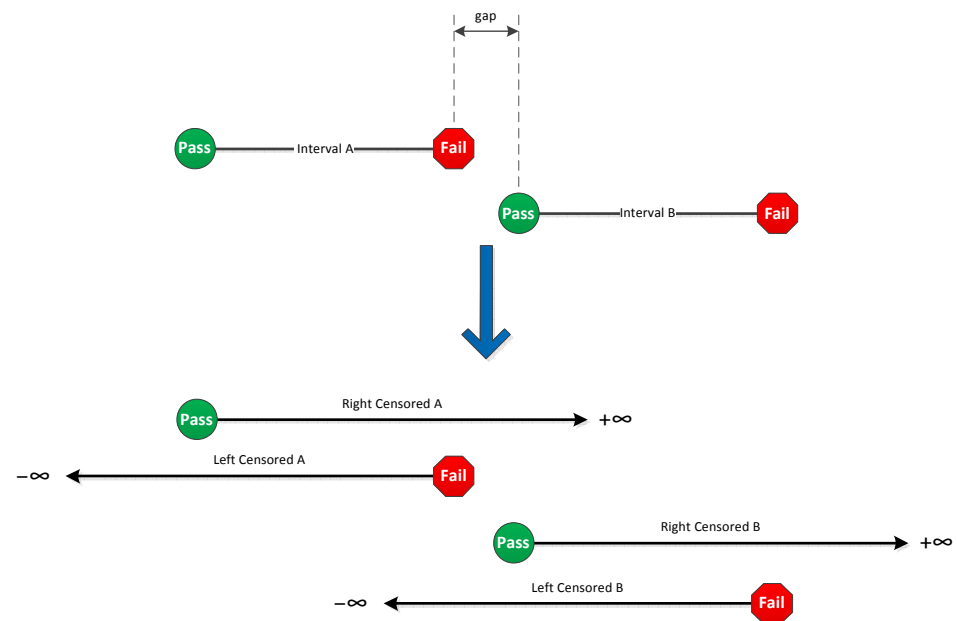 gap
Pass Interval A Fail
Pass Interval B Fail
Right Censored A
Pass +∞
Left Censored A
−∞ Fail
Right Censored B
Pass +∞
Left Censored B
−∞ Fail